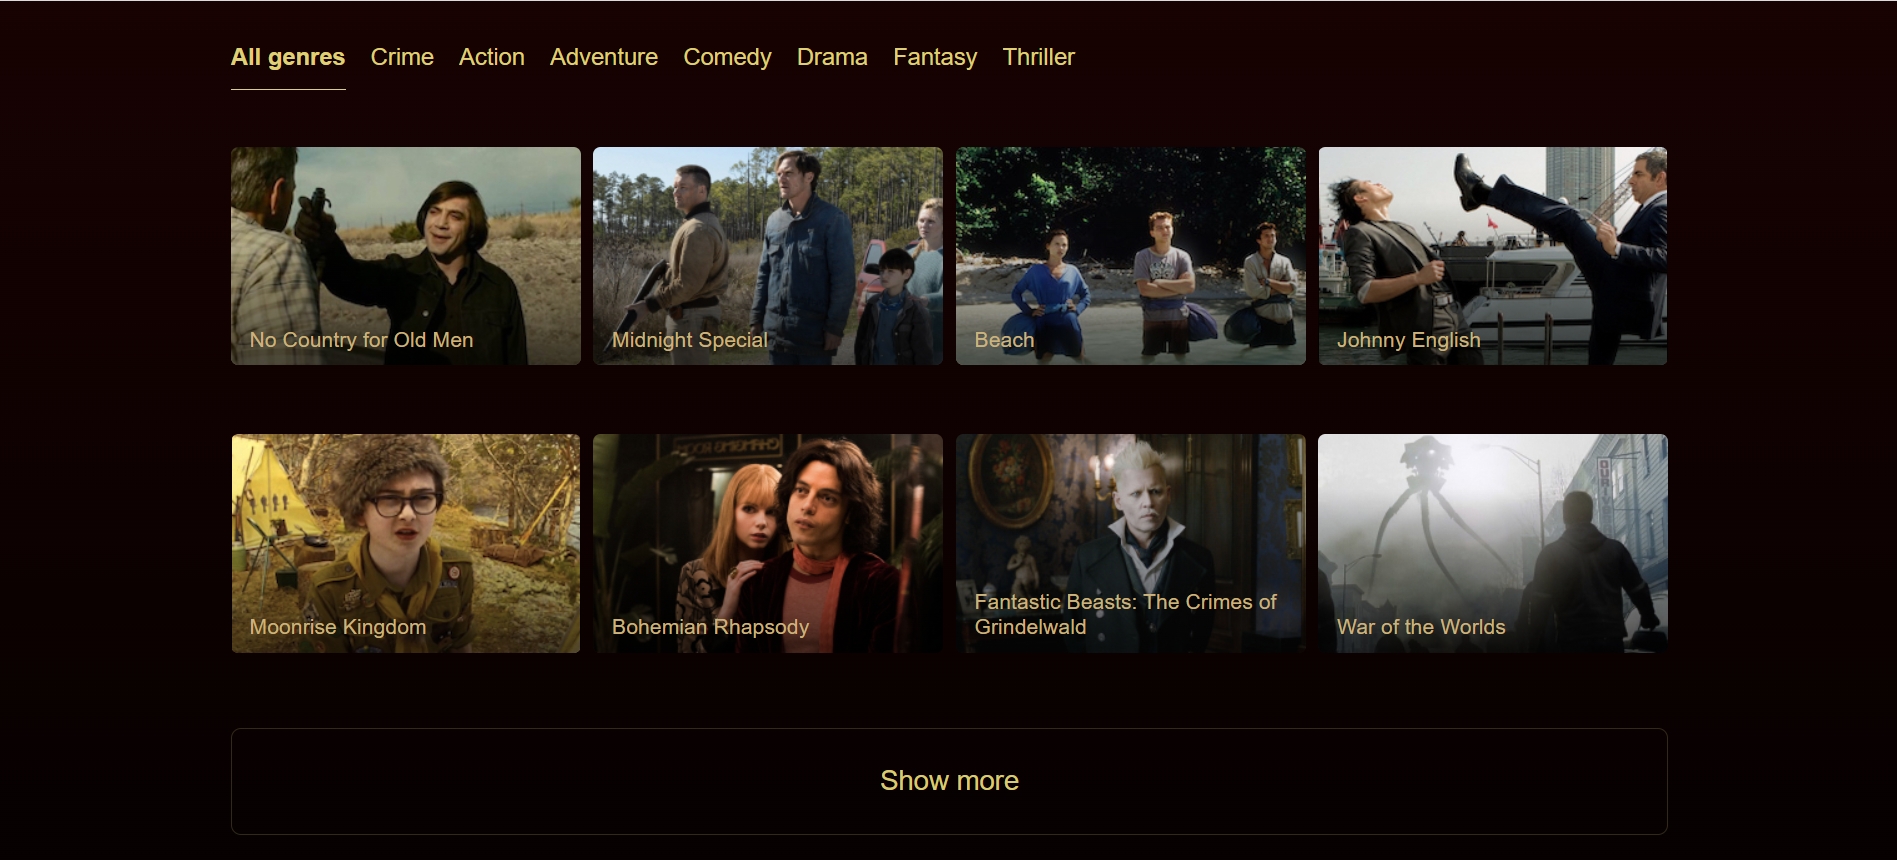 All genres Crime Action Adventure Comedy Drama Fantasy Thriller
No Country for Old Men
Midnight Special
Beach
Johnny English
Moonrise Kingdom
Bohemian Rhapsody
Fantastic Beasts: The Crimes of
Grindelwald
War of the Worlds
Show more